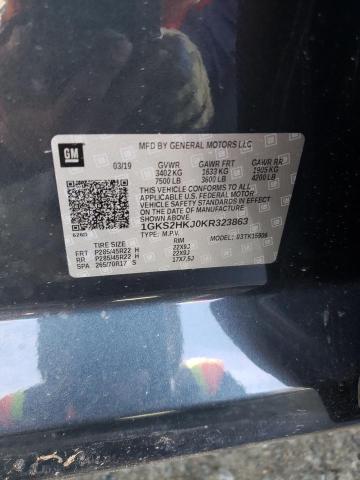 GM
MFD BY GENERAL MOTORS LLC
03/19 GVWR GAWR FRT GAWR RR
3402 KG 1633 KG 1905 KG
7500 LB 3600 LB 4200 LB
THIS VEHICLE CONFORMS TO ALL
APPLICABLE U.S. FEDERAL MOTOR
VEHICLE SAFETY STANDARDS IN
EFFECT ON THE DATE OF
MANUFACTURE SHOWN ABOVE.
1GKS2HKJ0KR323863
TYPE: M.P.V. MODEL:
TIRE SIZE RIM
FRT P285/45R22 H 22X9J
RR P285/45R22 H 22X9J
SPA 265/70R17 S 17X7.5J